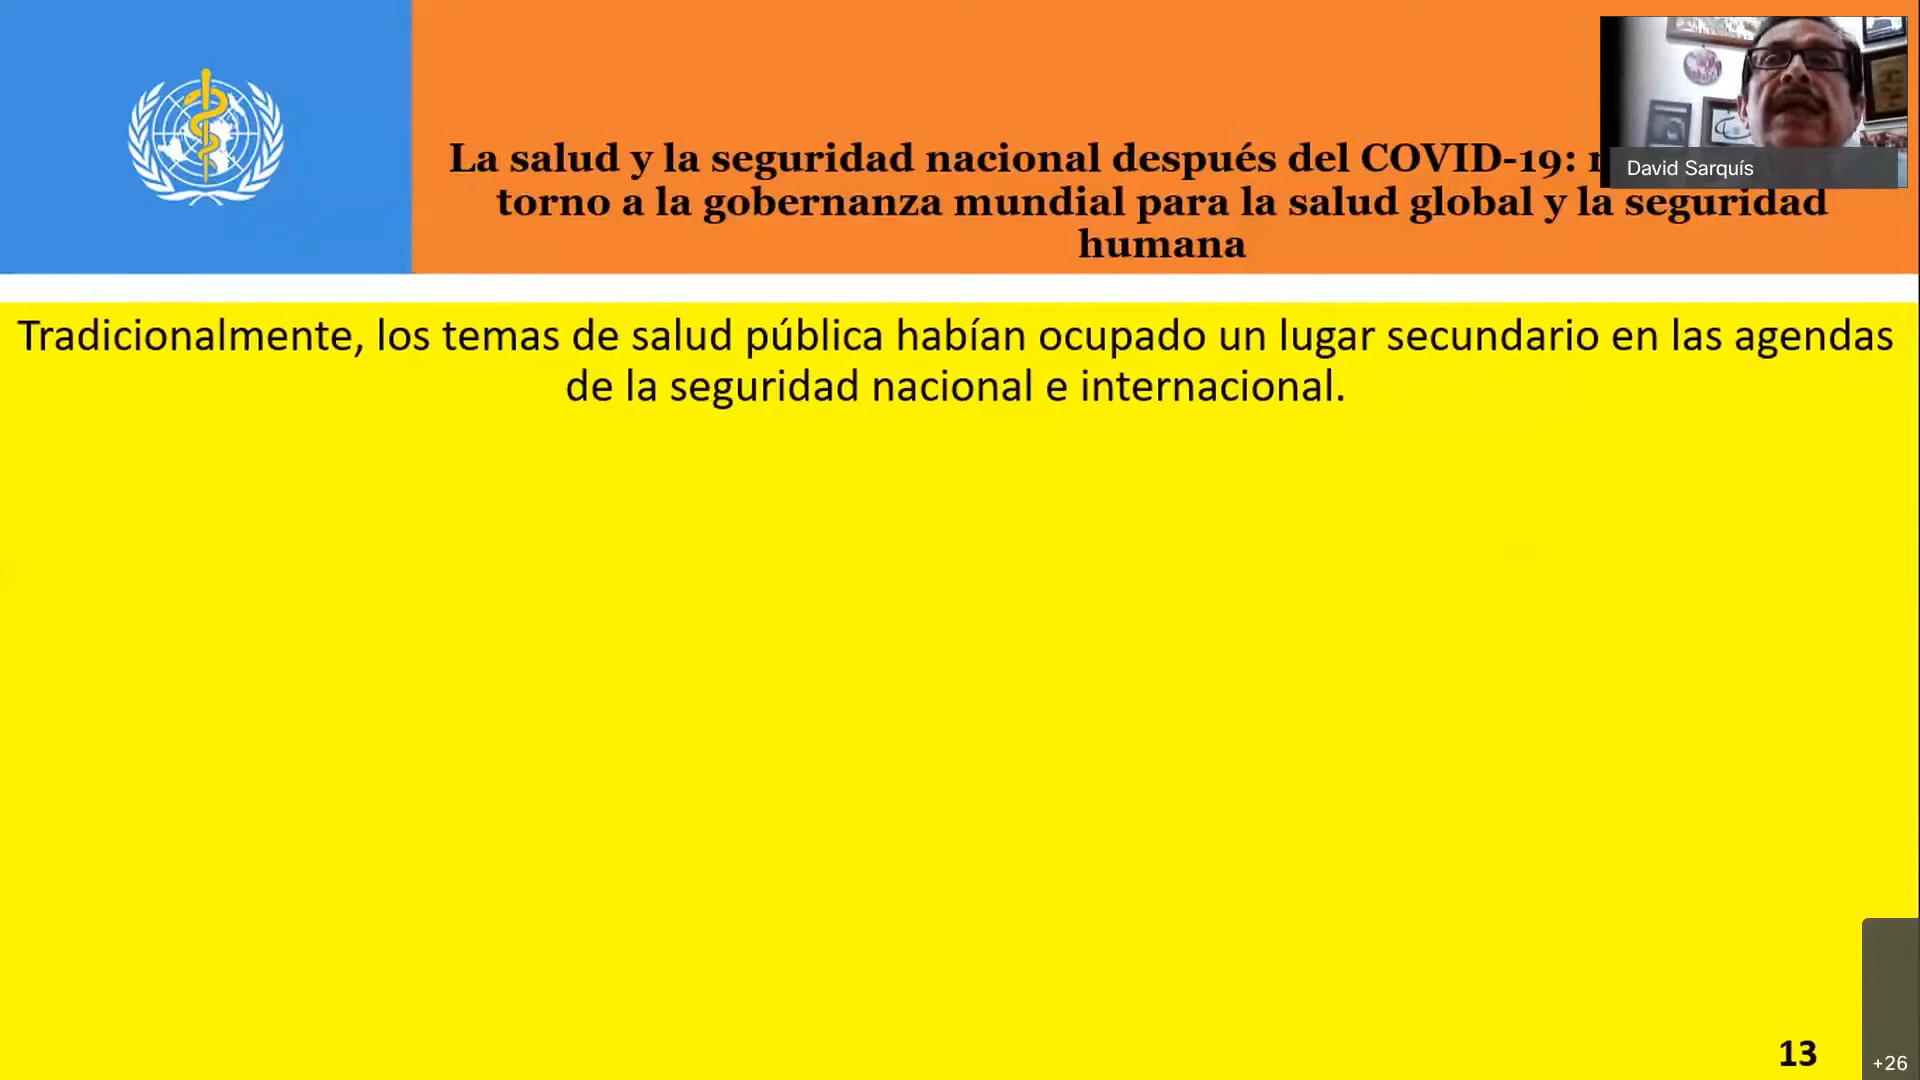 La salud y la seguridad nacional después del COVID-19:
torno a la gobernanza mundial para la salud global y la seguridad
humana
David Sarquís
Tradicionalmente, los temas de salud pública habían ocupado un lugar secundario en las agendas
de la seguridad nacional e internacional.
13
+26